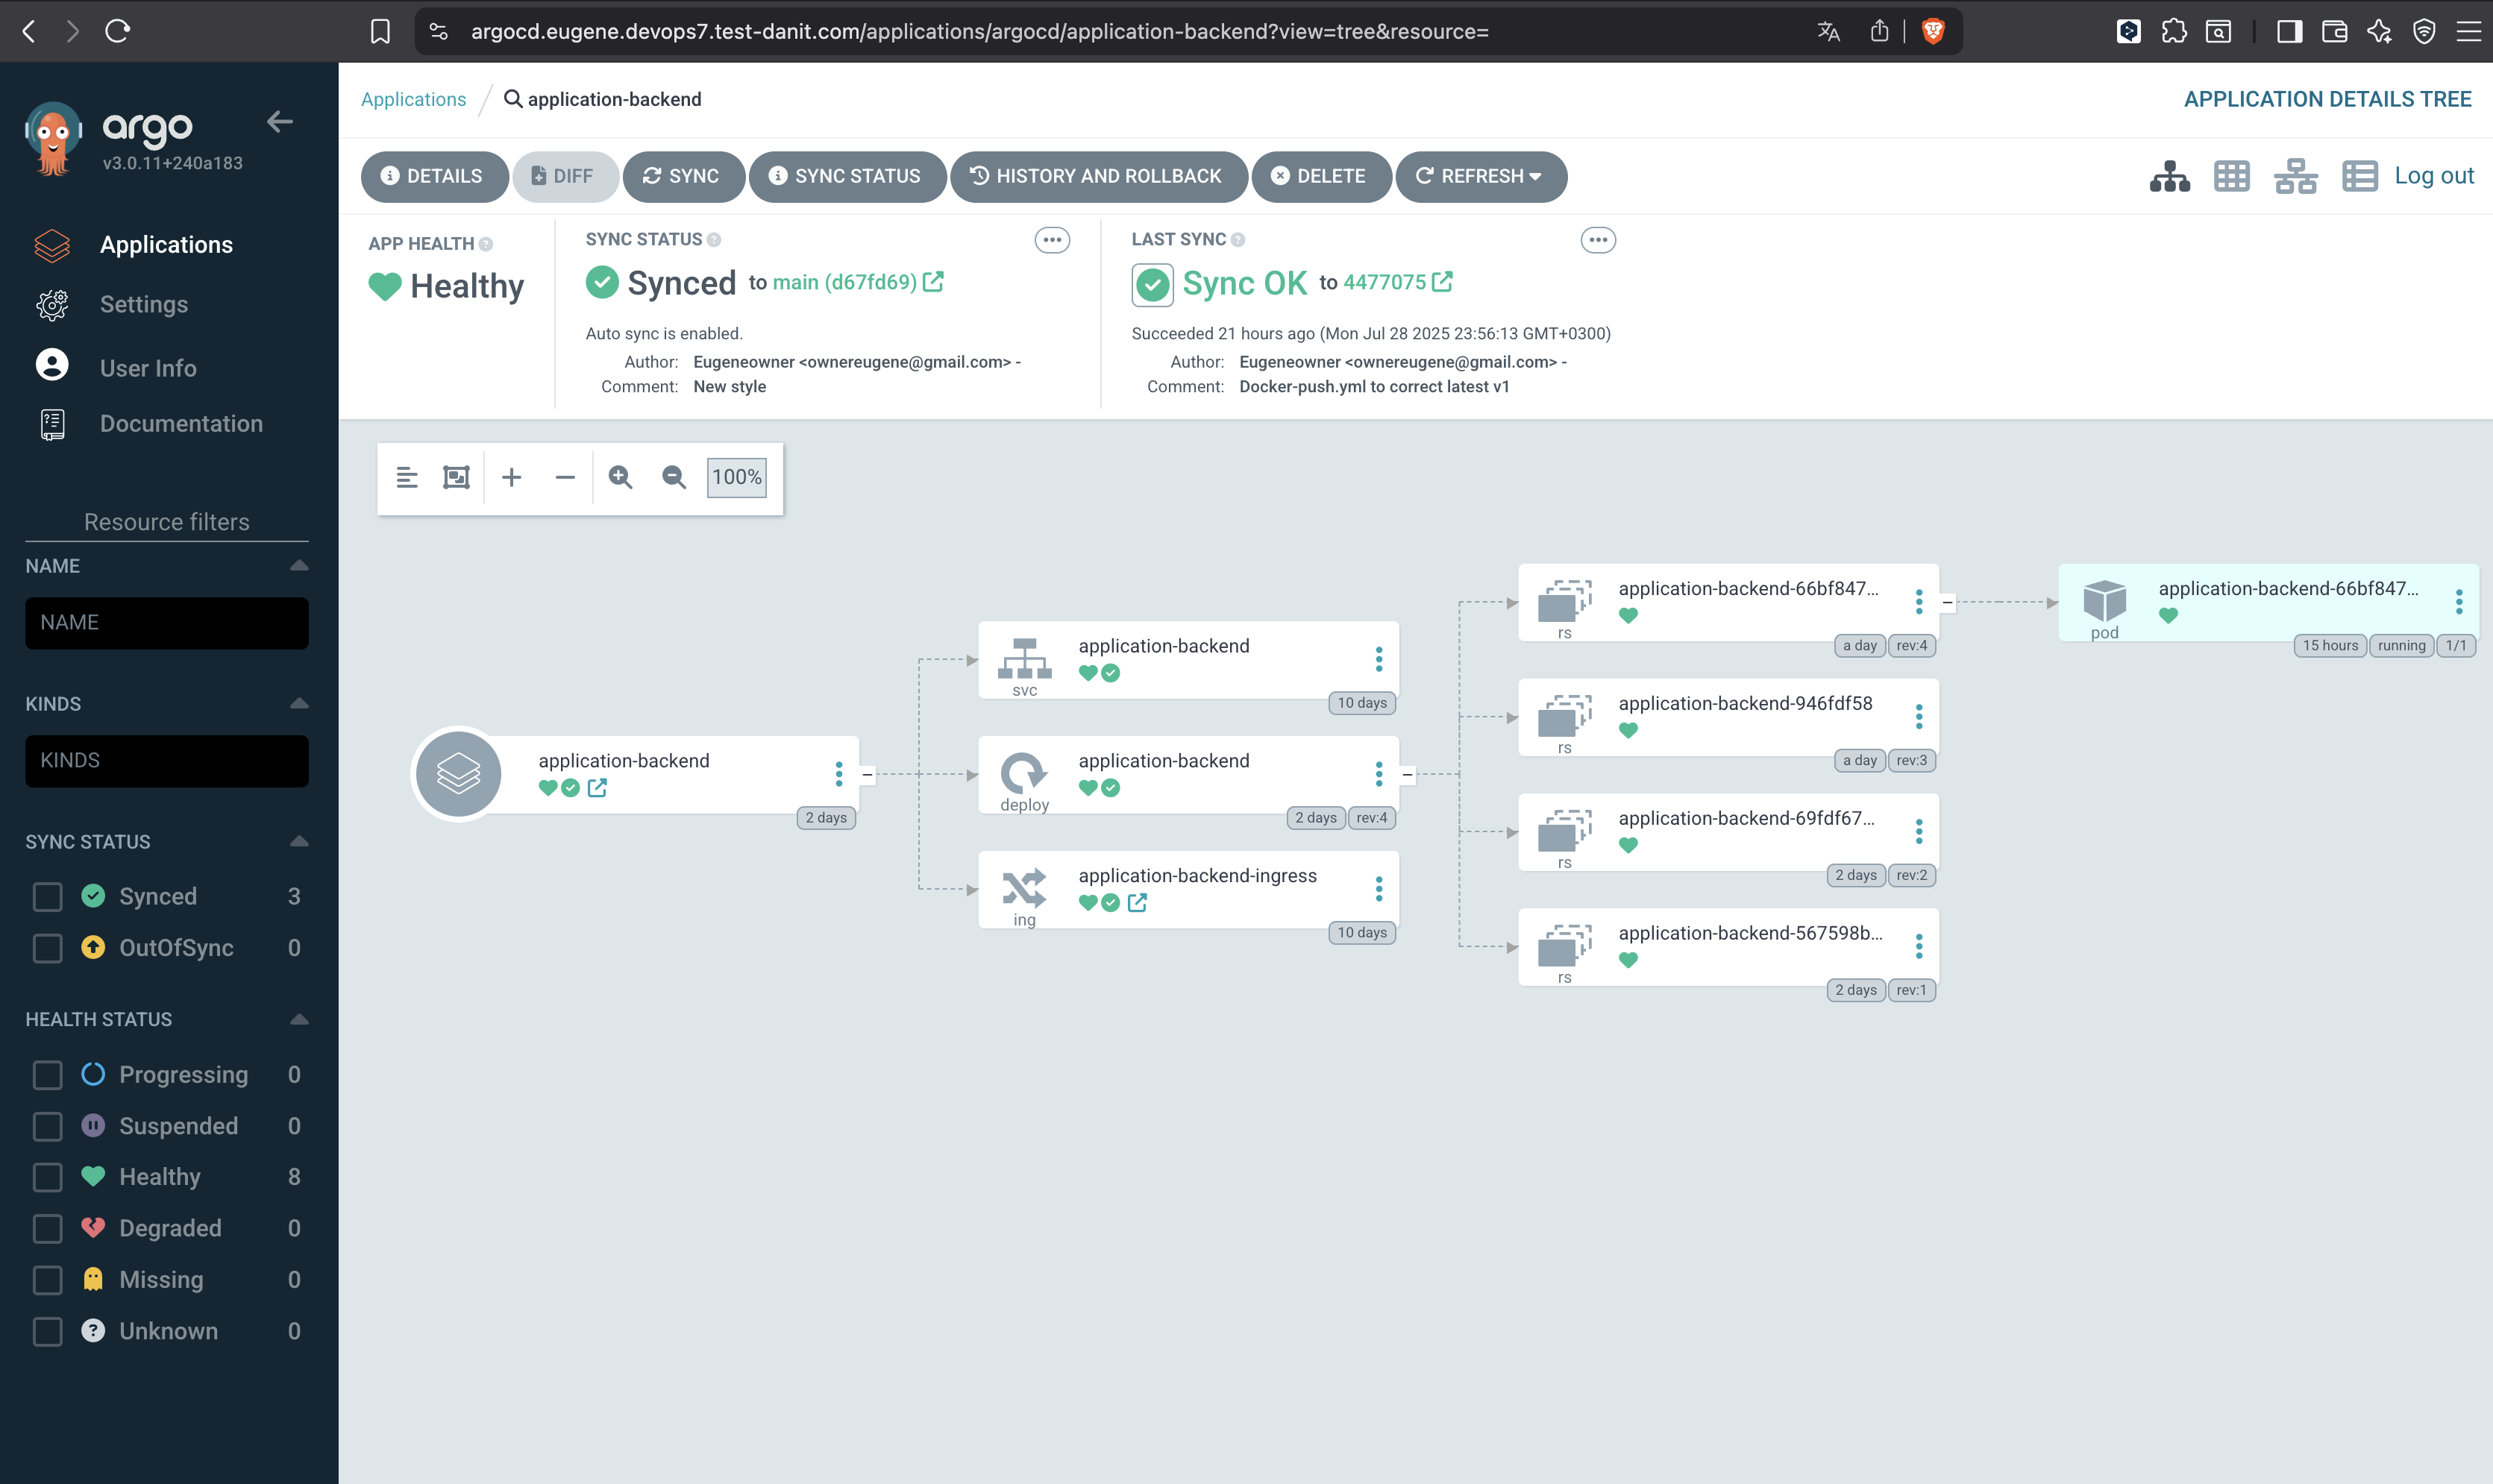 argocd.eugene.devops7.test-danit.com/applications/argocd/application-backend?view=tree&resource=
argo
v3.0.11+240a183
Applications
Settings
User Info
Documentation
Resource filters
NAME
NAME
KINDS
KINDS
SYNC STATUS
Synced 3
OutOfSync 0
HEALTH STATUS
Progressing 0
Suspended 0
Healthy 8
Degraded 0
Missing 0
Unknown 0
Applications / application-backend
APPLICATION DETAILS TREE
DETAILS DIFF SYNC SYNC STATUS HISTORY AND ROLLBACK DELETE REFRESH
Log out
APP HEALTH
Healthy
SYNC STATUS
Synced to main (d67fd69)
Auto sync is enabled.
Author: Eugeneowner <ownereugene@gmail.com> -
Comment: New style
LAST SYNC
Sync OK to 4477075
Succeeded 21 hours ago (Mon Jul 28 2025 23:56:13 GMT+0300)
Author: Eugeneowner <ownereugene@gmail.com> -
Comment: Docker-push.yml to correct latest v1
100%
application-backend
2 days
svc
application-backend
10 days
deploy
application-backend
2 days rev:4
ing
application-backend-ingress
10 days
rs
application-backend-66bf847...
a day rev:4
rs
application-backend-946fdf58
a day rev:3
rs
application-backend-69fdf67...
2 days rev:2
rs
application-backend-567598b...
2 days rev:1
pod
application-backend-66bf847...
15 hours running 1/1